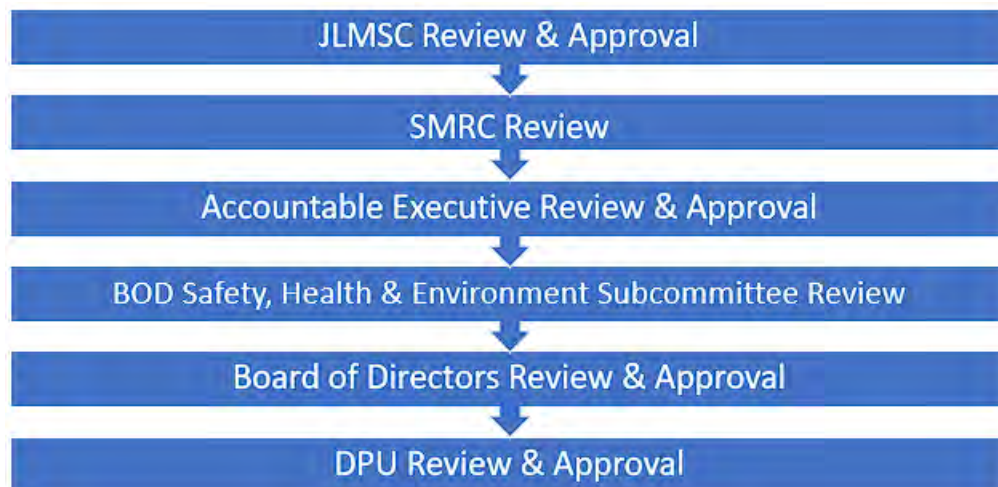 JLMSC Review & Approval
SMRC Review
Accountable Executive Review & Approval
BOD Safety, Health & Environment Subcommittee Review
Board of Directors Review & Approval
DPU Review & Approval